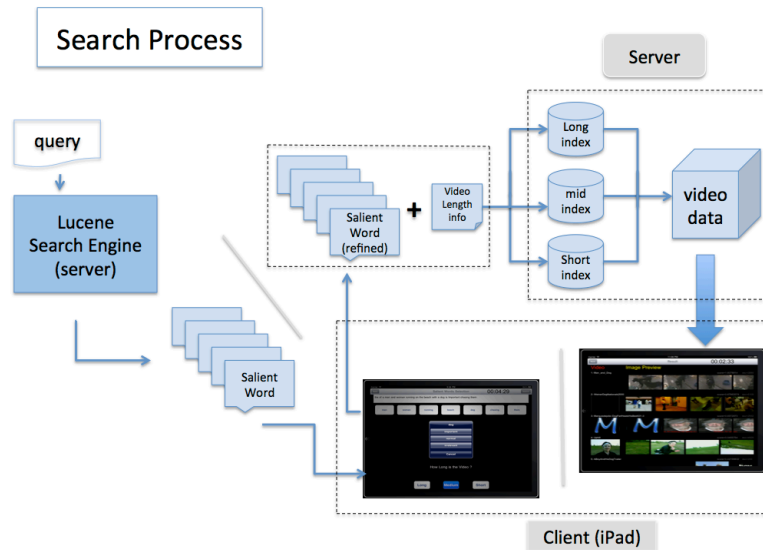 Search Process
Server
query
Lucene
Search Engine
(server)
Salient
Word
Salient
Word
(refined)
+
Video
Length
info
Long
index
mid
index
Short
index
video
data
00:04:28
How Long is the Video ?
Long
Medium
Short
00:02:33
Video
Image Preview
Client (iPad)